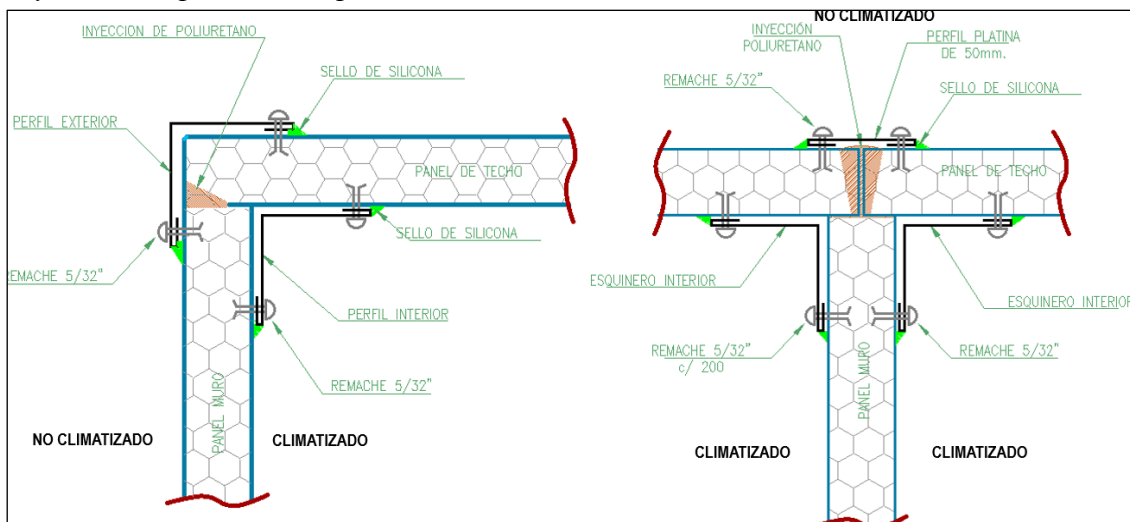 INYECCION DE POLIURETANO
SELLO DE SILICONA
PERFIL EXTERIOR
PANEL DE TECHO
SELLO DE SILICONA
REMACHE 5/32"
PERFIL INTERIOR
REMACHE 5/32"
PANEL MURO
NO CLIMATIZADO
CLIMATIZADO
NO CLIMATIZADO
INYECCIÓN
POLIURETANO
PERFIL PLATINA
DE 50mm.
REMACHE 5/32"
SELLO DE SILICONA
PANEL DE TECHO
ESQUINERO INTERIOR
ESQUINERO INTERIOR
REMACHE 5/32"
c/ 200
REMACHE 5/32"
PANEL MURO
CLIMATIZADO
CLIMATIZADO